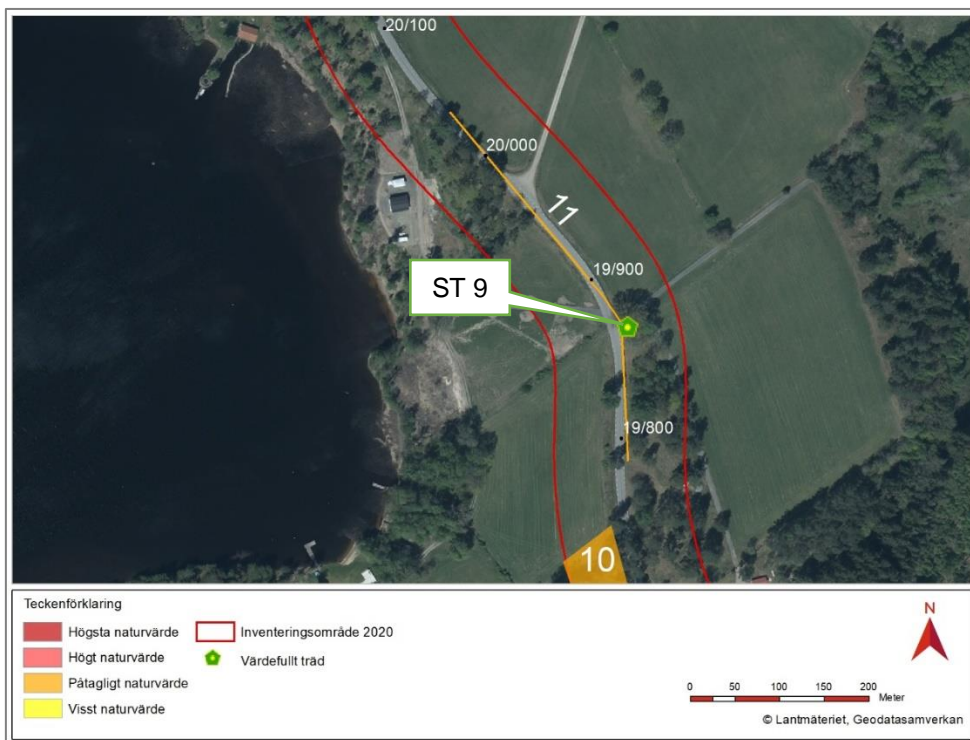 20/100
20/000
11
19/900
ST 9
19/800
10
Teckenförklaring
Högsta naturvärde
Inventeringsområde 2020
Högt naturvärde
Värdefullt träd
Påtagligt naturvärde
Visst naturvärde
N
0 50 100 150 200
Meter
© Lantmäteriet, Geodatasamverkan